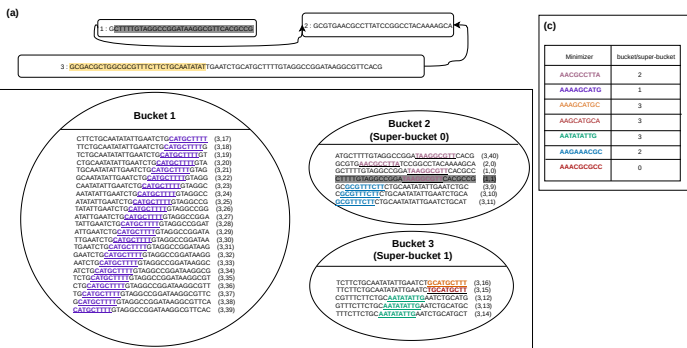 (a)
1 : GCTTTTGTAGGCCGGATAAGGCGTTCACGCCG
2 : GCGTGAACGCCTTATCCGGCCTACAAAAGCA
3 : GCGACGCTGGCGCGTTTCTTCTGCAATATATTGAATCTGCATGCTTTTGTAGGCCGGATAAGGCGTTCACG
Bucket 1
CTTCTGCAATATATTGAATCTGCATGCTTTT (3,17)
TTCTGCAATATATTGAATCTGCATGCTTTTG (3,18)
TCTGCAATATATTGAATCTGCATGCTTTTGT (3,19)
CTGCAATATATTGAATCTGCATGCTTTTGTA (3,20)
TGCAATATATTGAATCTGCATGCTTTTGTAG (3,21)
GCAATATATTGAATCTGCATGCTTTTGTAGG (3,22)
CAATATATTGAATCTGCATGCTTTTGTAGGC (3,23)
AATATATTGAATCTGCATGCTTTTGTAGGCC (3,24)
ATATATTGAATCTGCATGCTTTTGTAGGCCG (3,25)
TATATTGAATCTGCATGCTTTTGTAGGCCGG (3,26)
ATATTGAATCTGCATGCTTTTGTAGGCCGGA (3,27)
TATTGAATCTGCATGCTTTTGTAGGCCGGAT (3,28)
ATTGAATCTGCATGCTTTTGTAGGCCGGATA (3,29)
TTGAATCTGCATGCTTTTGTAGGCCGGATAA (3,30)
TGAATCTGCATGCTTTTGTAGGCCGGATAAG (3,31)
GAATCTGCATGCTTTTGTAGGCCGGATAAGG (3,32)
AATCTGCATGCTTTTGTAGGCCGGATAAGGC (3,33)
ATCTGCATGCTTTTGTAGGCCGGATAAGGCG (3,34)
TCTGCATGCTTTTGTAGGCCGGATAAGGCGT (3,35)
CTGCATGCTTTTGTAGGCCGGATAAGGCGTT (3,36)
TGCATGCTTTTGTAGGCCGGATAAGGCGTTC (3,37)
GCATGCTTTTGTAGGCCGGATAAGGCGTTCA (3,38)
CATGCTTTTGTAGGCCGGATAAGGCGTTCAC (3,39)
Bucket 2
(Super-bucket 0)
ATGCTTTTGTAGGCCGGATAAGGCGTTCACG (3,40)
GCGTGAACGCCTTATCCGGCCTACAAAAGCA (2,0)
GCTTTTGTAGGCCGGATAAGGCGTTCACGCC (1,0)
CTTTTGTAGGCCGGA CACGCCG (1,1)
GCGCGTTTCTTCTGCAATATATTGAATCTGC (3,9)
CGCGTTTCTTCTGCAATATATTGAATCTGCA (3,10)
GCGTTTCTTCTGCAATATATTGAATCTGCAT (3,11)
Bucket 3
(Super-bucket 1)
TCTTCTGCAATATATTGAATCTGCATGCTTT (3,16)
TTCTTCTGCAATATATTGAATCTGCATGCTT (3,15)
CGTTTCTTCTGCAATATATTGAATCTGCATG (3,12)
GTTTCTTCTGCAATATATTGAATCTGCATGC (3,13)
TTTCTTCTGCAATATATTGAATCTGCATGCT (3,14)
(c)
Minimizer bucket/super-bucket
AACGCCTTA 2
AAAAGCATG 1
AAAGCATGC 3
AAGCATGCA 3
AATATATTG 3
AAGAAACGC 2
AAACGCGCC 0